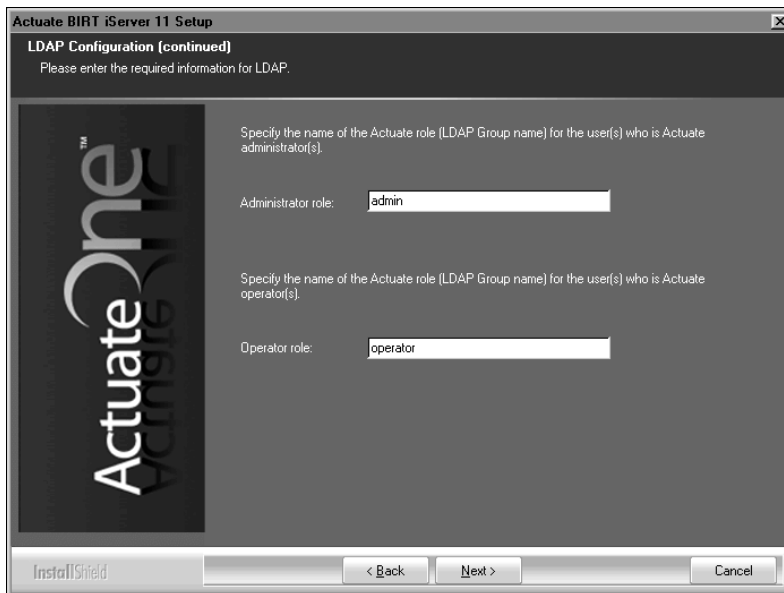 Actuate BIRT iServer 11 Setup
LDAP Configuration (continued)
Please enter the required information for LDAP.
ActuateOne™
Specify the name of the Actuate role (LDAP Group name) for the user(s) who is Actuate
administrator(s).
Administrator role:
admin
Specify the name of the Actuate role (LDAP Group name) for the user(s) who is Actuate
operator(s).
Operator role:
operator
InstallShield
< Back
Next >
Cancel